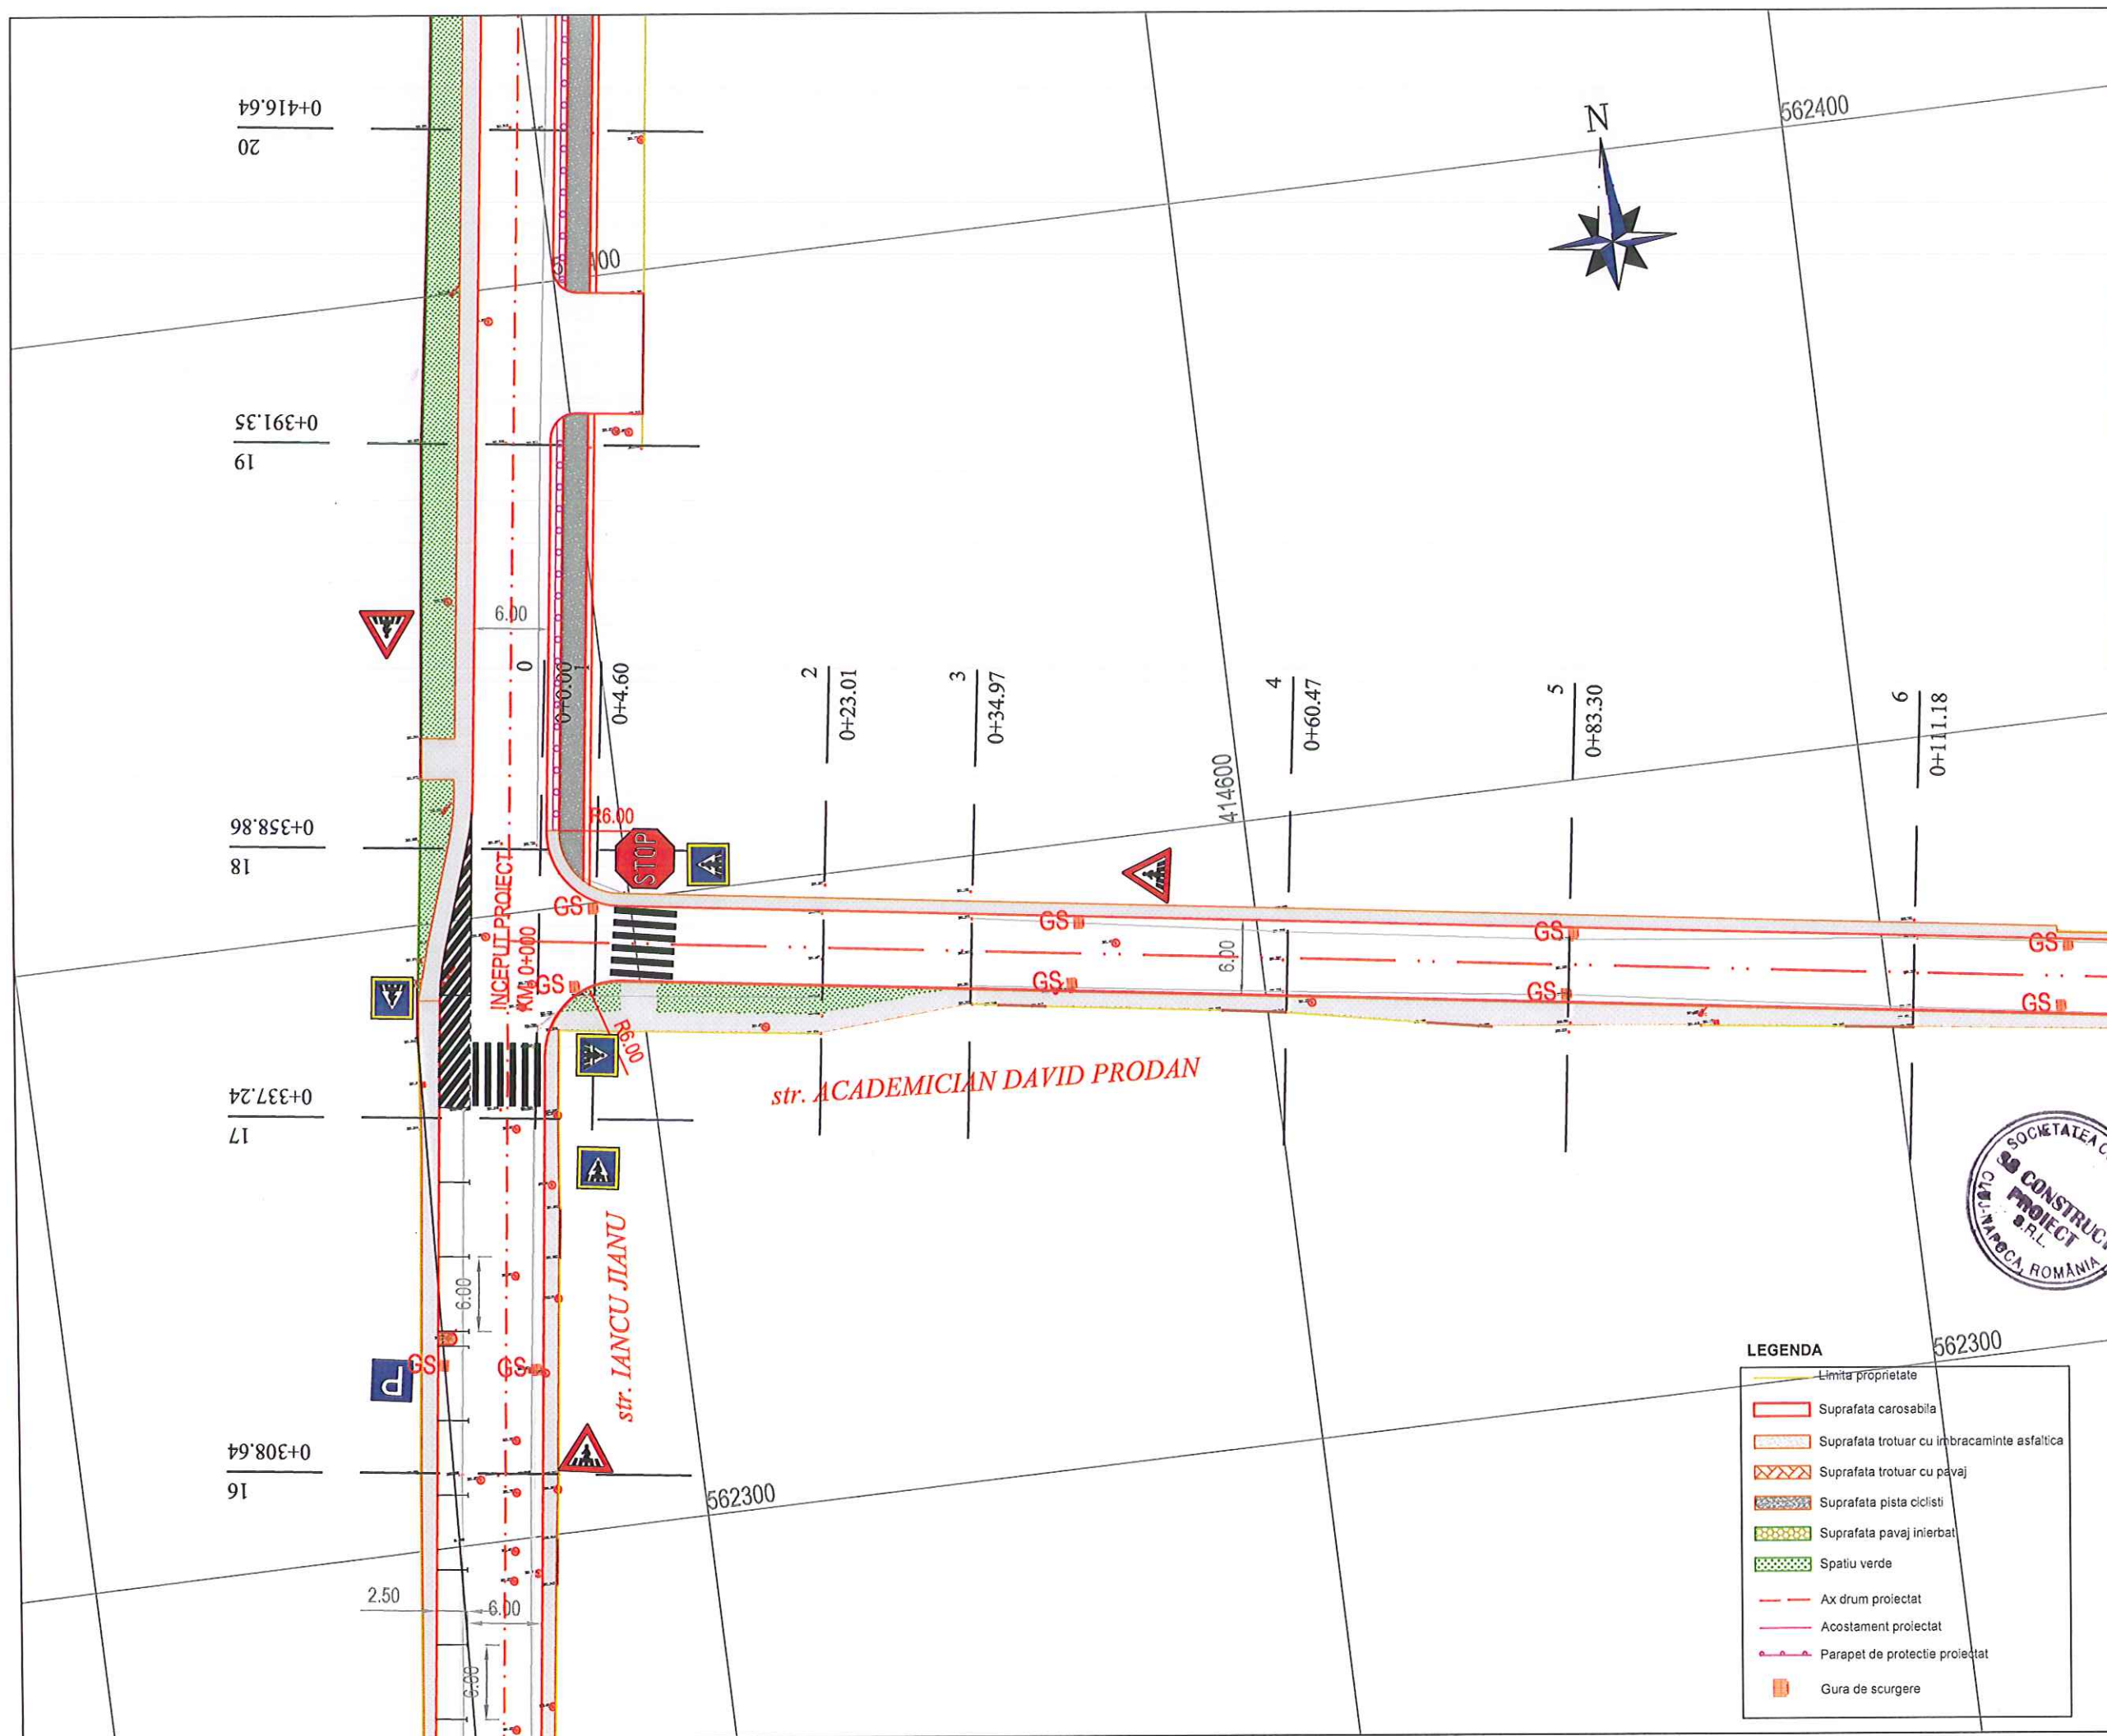 0+416.64
20
562400
N
0+391.35
19
6.00
0
0+0.00
1
0+4.60
2
0+23.01
3
0+34.97
4
0+60.47
5
0+83.30
6
0+111.18
414600
0+358.86
18
R6.00
STOP
INCEPUT PROIECT
KM 0+000
GS
GS
GS
GS
GS
GS
GS
GS
6.00
R6.00
str. ACADEMICIAN DAVID PRODAN
0+337.24
17
str. IANCU JIANU
6.00
GS
GS
P
0+308.64
16
562300
2.50
6.00
6.00
SOCIETATEA
CONSTRUC
PROIECT
S.R.L.
CLUJ-NAPOCA, ROMÂNIA
562300
LEGENDA
Limita proprietate
Suprafata carosabila
Suprafata trotuar cu imbracaminte asfaltica
Suprafata trotuar cu pavaj
Suprafata pista ciclisti
Suprafata pavaj inierbat
Spatiu verde
Ax drum proiectat
Acostament proiectat
Parapet de protectie proiectat
Gura de scurgere